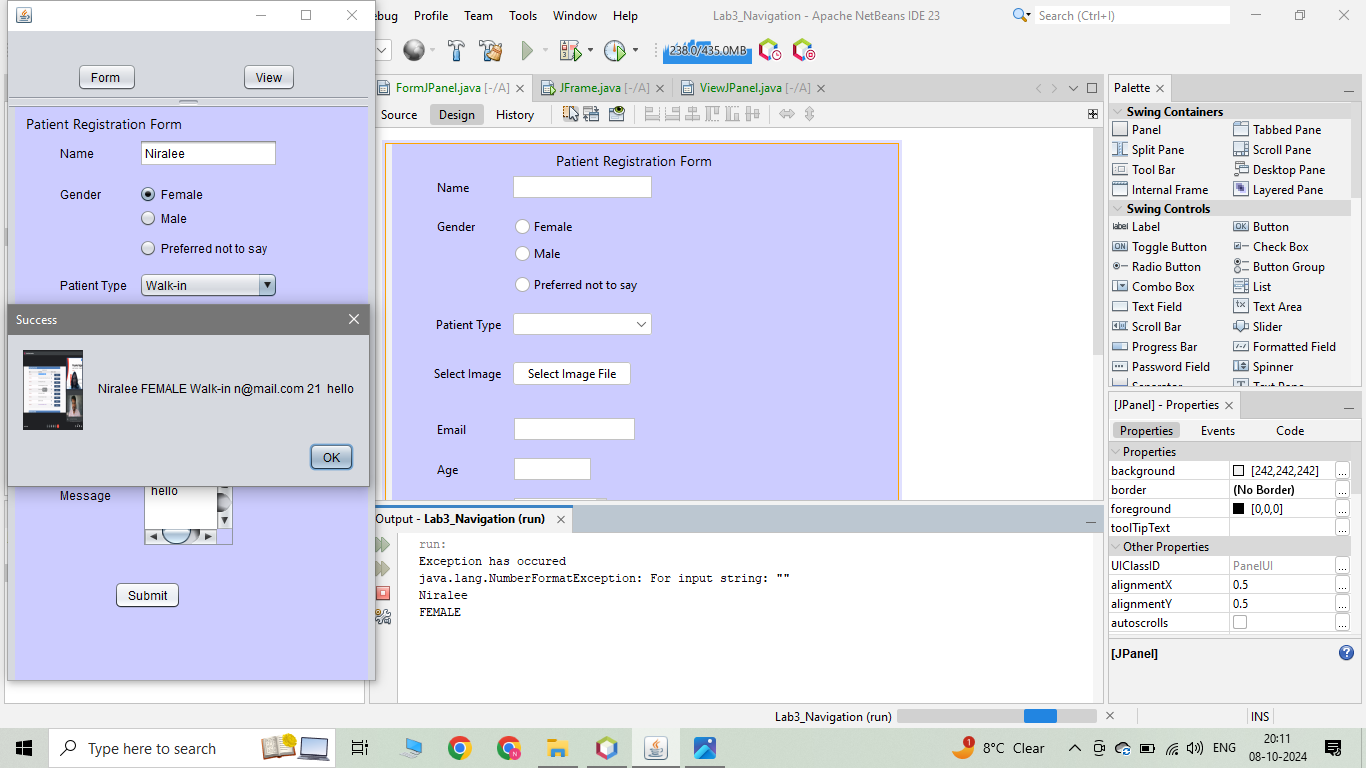 ebug Profile Team Tools Window Help
Lab3_Navigation - Apache NetBeans IDE 23
Search (Ctrl+I)
238.0/435.0MB
Form View
Patient Registration Form
Name Niralee
Gender Female
Male
Preferred not to say
Patient Type Walk-in
Success
Niralee FEMALE Walk-in n@mail.com 21 hello
OK
Message hello
Submit
FormJPanel.java [-/A] JFrame.java [-/A] ViewJPanel.java [-/A]
Source Design History
Patient Registration Form
Name
Gender Female
Male
Preferred not to say
Patient Type
Select Image Select Image File
Email
Age
Output - Lab3_Navigation (run)
run:
Exception has occured
java.lang.NumberFormatException: For input string: ""
Niralee
FEMALE
Palette
Swing Containers
Panel Tabbed Pane
Split Pane Scroll Pane
Tool Bar Desktop Pane
Internal Frame Layered Pane
Swing Controls
label Label OK Button
ON Toggle Button Check Box
Radio Button Button Group
Combo Box List
Text Field Text Area
Scroll Bar Slider
Progress Bar Formatted Field
Password Field Spinner
Separator Text Pane
[JPanel] - Properties
Properties Events Code
Properties
background [242,242,242] ...
border (No Border) ...
foreground [0,0,0] ...
toolTipText ...
Other Properties
UIClassID PanelUI ...
alignmentX 0.5 ...
alignmentY 0.5 ...
autoscrolls ...
[JPanel]
Lab3_Navigation (run) INS
Type here to search
1 8°C Clear ENG 20:11
08-10-2024